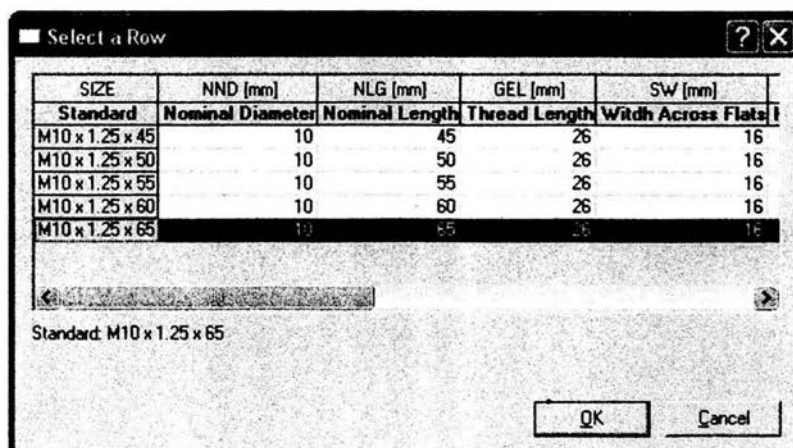 Select a Row
SIZE NND [mm] NLG [mm] GEL [mm] SW [mm]
Standard Nominal Diameter Nominal Length Thread Length Witdh Across Flats
M10 x 1.25 x 45 10 45 26 16
M10 x 1.25 x 50 10 50 26 16
M10 x 1.25 x 55 10 55 26 16
M10 x 1.25 x 60 10 60 26 16
M10 x 1.25 x 65 10 65 26 16
Standard: M10 x 1.25 x 65
OK Cancel